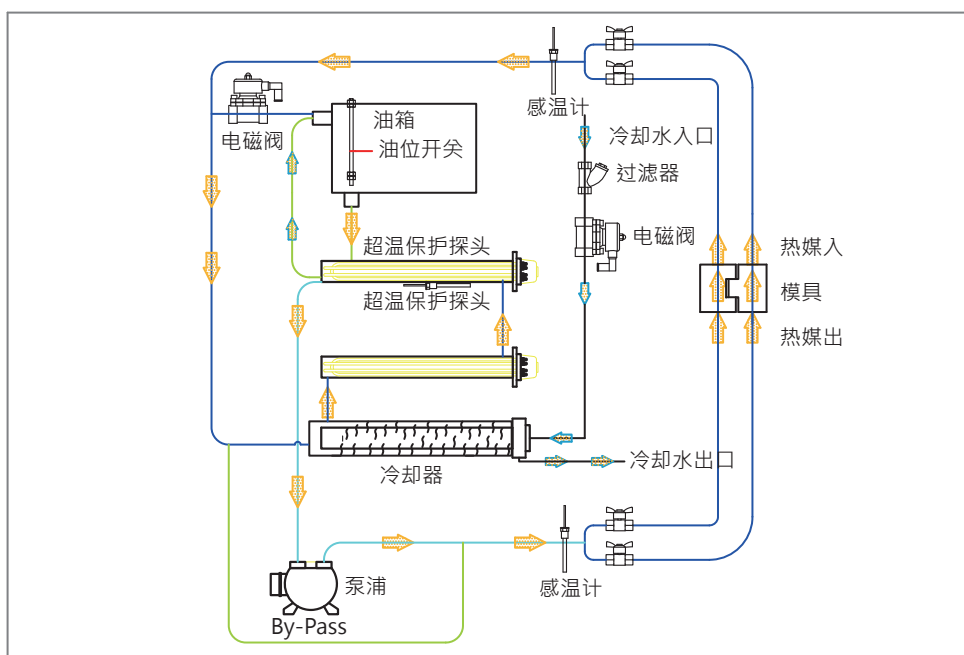 感温计
油箱
油位开关
电磁阀
冷却水入口
过滤器
电磁阀
超温保护探头
超温保护探头
热媒入
模具
热媒出
冷却器
冷却水出口
泵浦
By-Pass
感温计